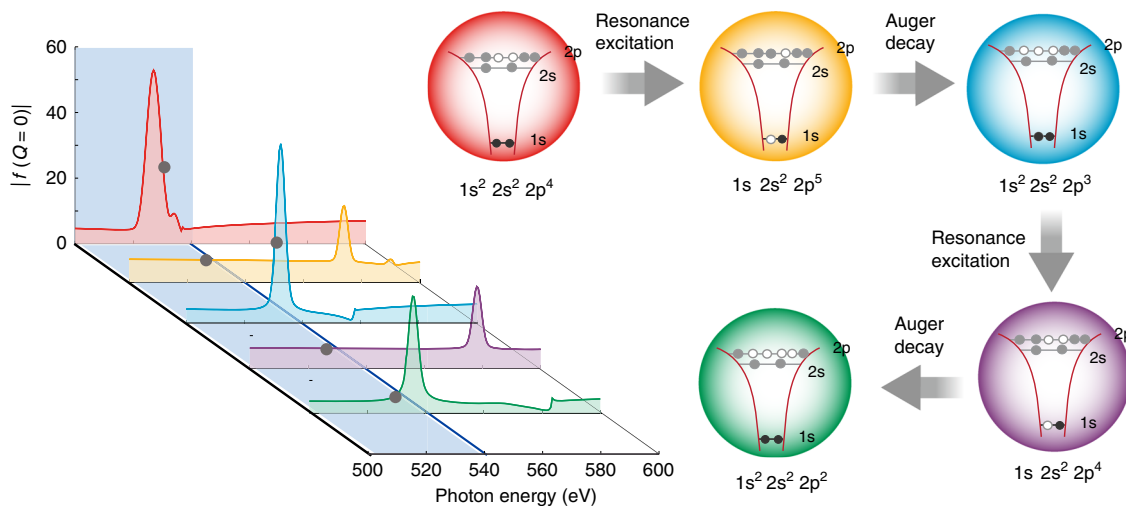 60
40
20
0
|f (Q = 0)|
500
520
540
560
580
600
Photon energy (eV)
2p
2s
1s
1s² 2s² 2p⁴
Resonance
excitation
2p
2s
1s
1s 2s² 2p⁵
Auger
decay
2p
2s
1s
1s² 2s² 2p³
Resonance
excitation
2p
2s
1s
1s 2s² 2p⁴
Auger
decay
2p
2s
1s
1s² 2s² 2p²